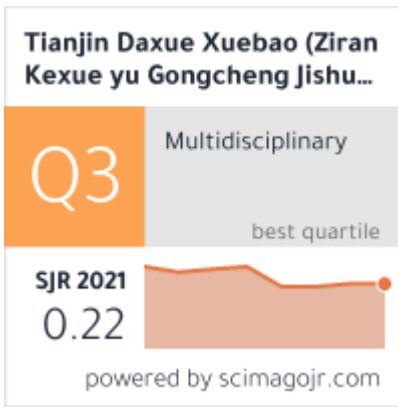 Tianjin Daxue Xuebao (Ziran
Kexue yu Gongcheng Jishu...
Q3
Multidisciplinary
best quartile
SJR 2021
0.22
powered by scimagojr.com